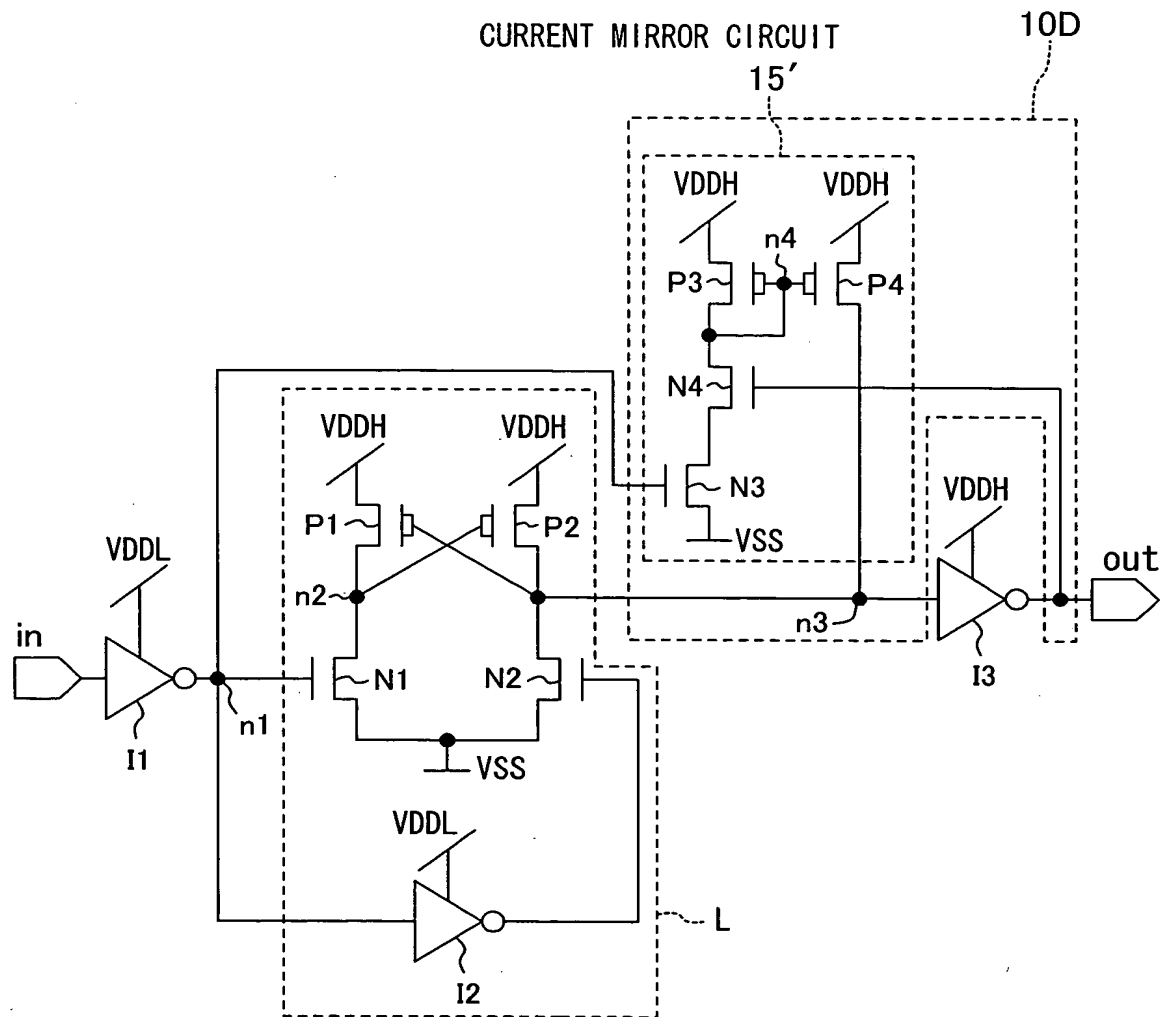 10D
CURRENT MIRROR CIRCUIT
15'
VDDH VDDH
n4
P3 P4
N4
VDDH VDDH
N3
VDDH
P1 P2
VSS
VDDL
out
n2
n3
in
N1 N2
I3
n1
I1
VSS
VDDL
L
I2